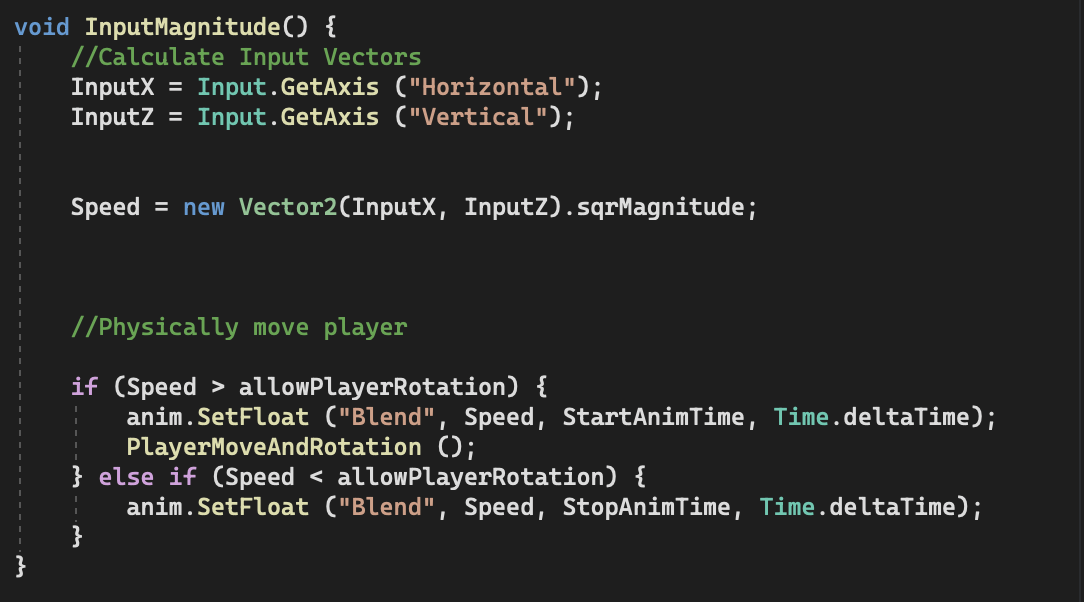 void InputMagnitude() {
    //Calculate Input Vectors
    InputX = Input.GetAxis ("Horizontal");
    InputZ = Input.GetAxis ("Vertical");
    Speed = new Vector2(InputX, InputZ).sqrMagnitude;
    //Physically move player
    if (Speed > allowPlayerRotation) {
        anim.SetFloat ("Blend", Speed, StartAnimTime, Time.deltaTime);
        PlayerMoveAndRotation ();
    } else if (Speed < allowPlayerRotation) {
        anim.SetFloat ("Blend", Speed, StopAnimTime, Time.deltaTime);
    }
}